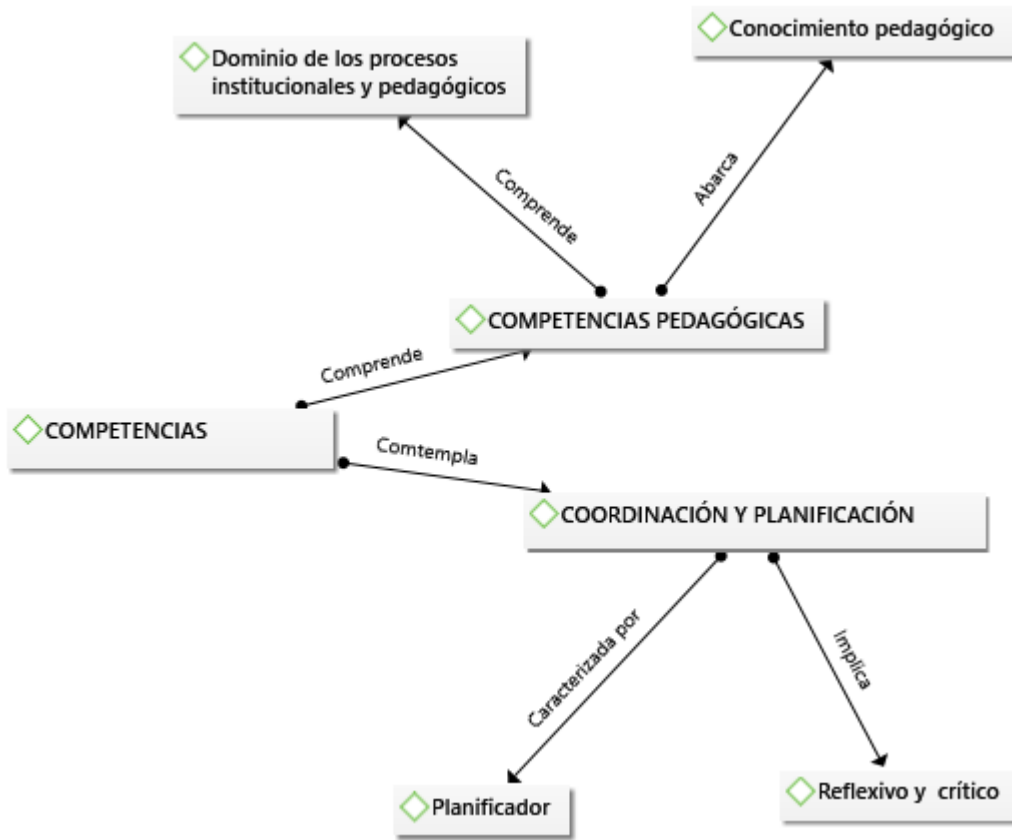 Conocimiento pedagógico
Dominio de los procesos
institucionales y pedagógicos
Comprende
Abarca
COMPETENCIAS PEDAGÓGICAS
Comprende
COMPETENCIAS
Comtempla
COORDINACIÓN Y PLANIFICACIÓN
Caracterizada por
Implica
Planificador
Reflexivo y crítico